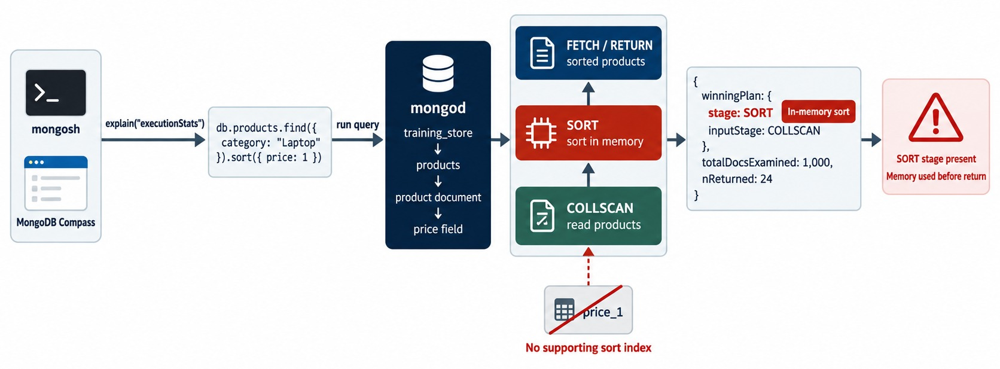 mongosh
MongoDB Compass
explain("executionStats")
db.products.find({
category: "Laptop"
}).sort({ price: 1 })
run query
mongod
training_store
products
product document
price field
FETCH / RETURN
sorted products
SORT
sort in memory
COLLSCAN
read products
price_1
No supporting sort index
{
winningPlan: {
stage: SORT In-memory sort
inputStage: COLLSCAN
},
totalDocsExamined: 1,000,
nReturned: 24
}
SORT stage present
Memory used before return